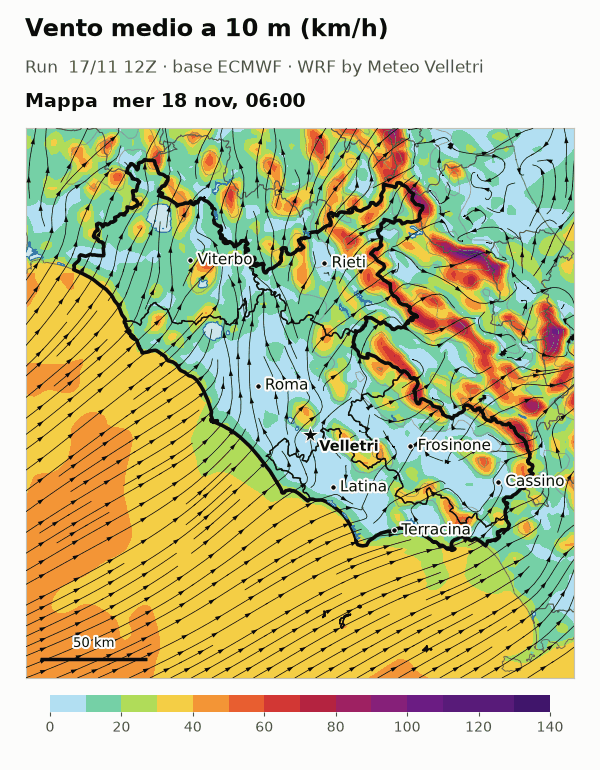 Vento medio a 10 m (km/h)
Run  17/11 12Z · base ECMWF · WRF by Meteo Velletri
Mappa  mer 18 nov, 06:00
Viterbo
Rieti
Roma
Velletri
Frosinone
Latina
Cassino
Terracina
50 km
0 20 40 60 80 100 120 140